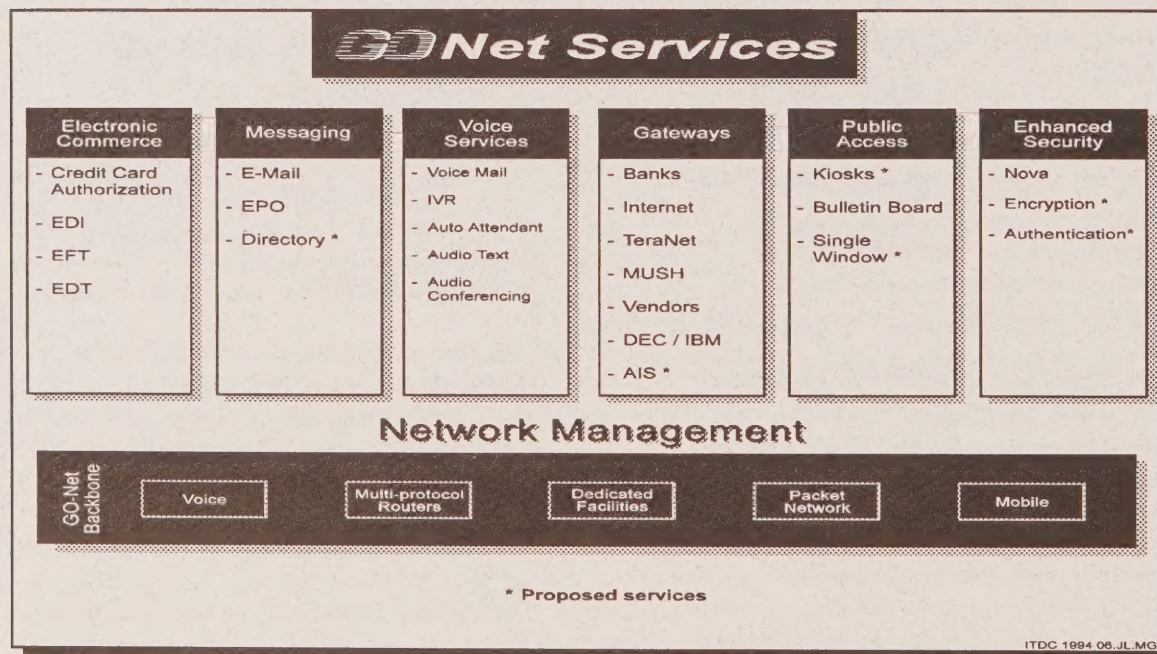 GO Net Services
Electronic
Commerce
- Credit Card
Authorization
- EDI
- EFT
- EDT
Messaging
- E-Mail
- EPO
- Directory *
Voice
Services
- Voice Mail
- IVR
- Auto Attendant
- Audio Text
- Audio
Conferencing
Gateways
- Banks
- Internet
- TeraNet
- MUSH
- Vendors
- DEC / IBM
- AIS *
Public
Access
- Kiosks *
- Bulletin Board
- Single
Window *
Enhanced
Security
- Nova
- Encryption *
- Authentication*
Network Management
GO-Net
Backbone
Voice
Multi-protocol
Routers
Dedicated
Facilities
Packet
Network
Mobile
* Proposed services
ITDC 1994 06.JL.MG